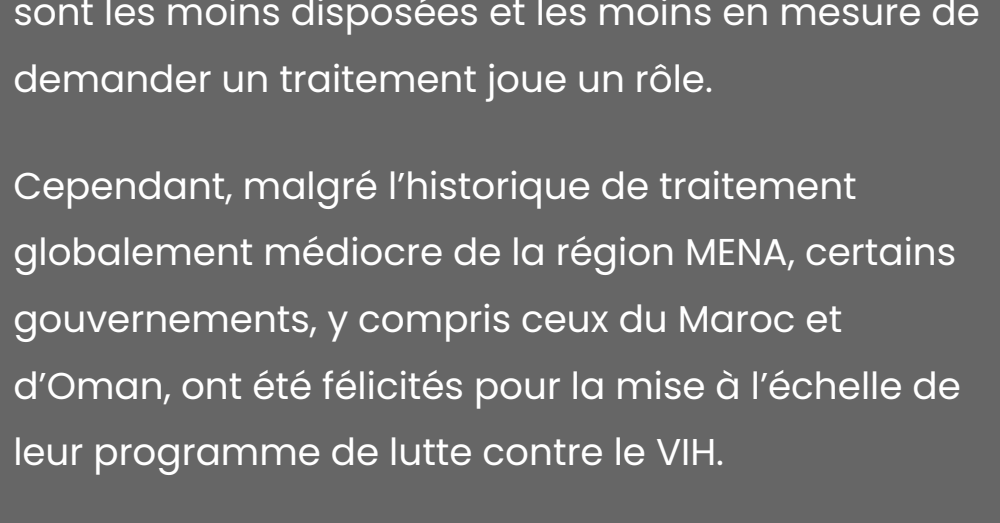 sont les moins disposées et les moins en mesure de
demander un traitement joue un rôle.
Cependant, malgré l’historique de traitement
globalement médiocre de la région MENA, certains
gouvernements, y compris ceux du Maroc et
d’Oman, ont été félicités pour la mise à l’échelle de
leur programme de lutte contre le VIH.